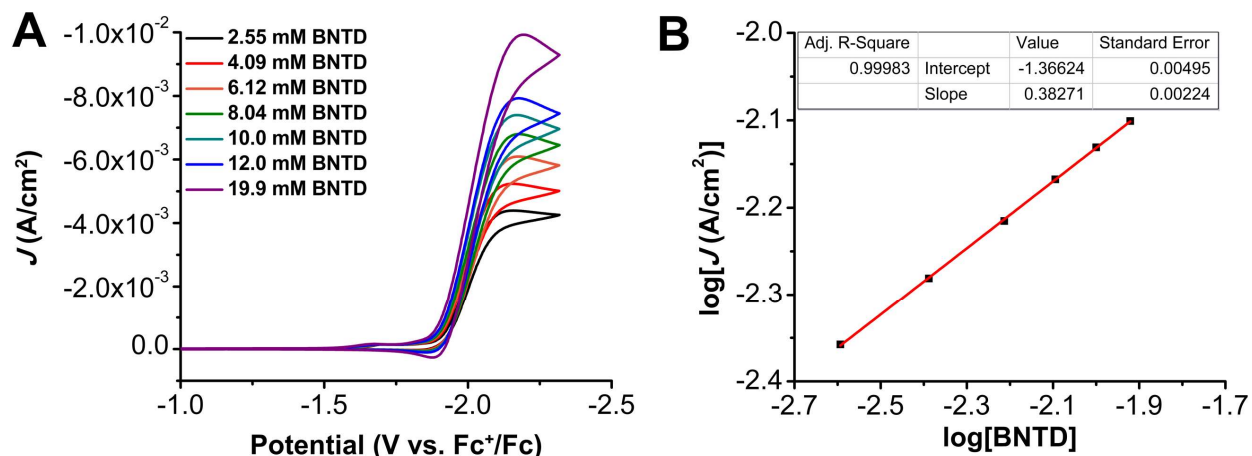 A
-1.0x10⁻²
-8.0x10⁻³
-6.0x10⁻³
-4.0x10⁻³
-2.0x10⁻³
0.0
J (A/cm²)
2.55 mM BNTD
4.09 mM BNTD
6.12 mM BNTD
8.04 mM BNTD
10.0 mM BNTD
12.0 mM BNTD
19.9 mM BNTD
-1.0 -1.5 -2.0 -2.5
Potential (V vs. Fc⁺/Fc)
B
-2.0
-2.1
-2.2
-2.3
-2.4
log[J (A/cm²)]
Adj. R-Square Value Standard Error
0.99983 Intercept -1.36624 0.00495
Slope 0.38271 0.00224
-2.7 -2.5 -2.3 -2.1 -1.9 -1.7
log[BNTD]